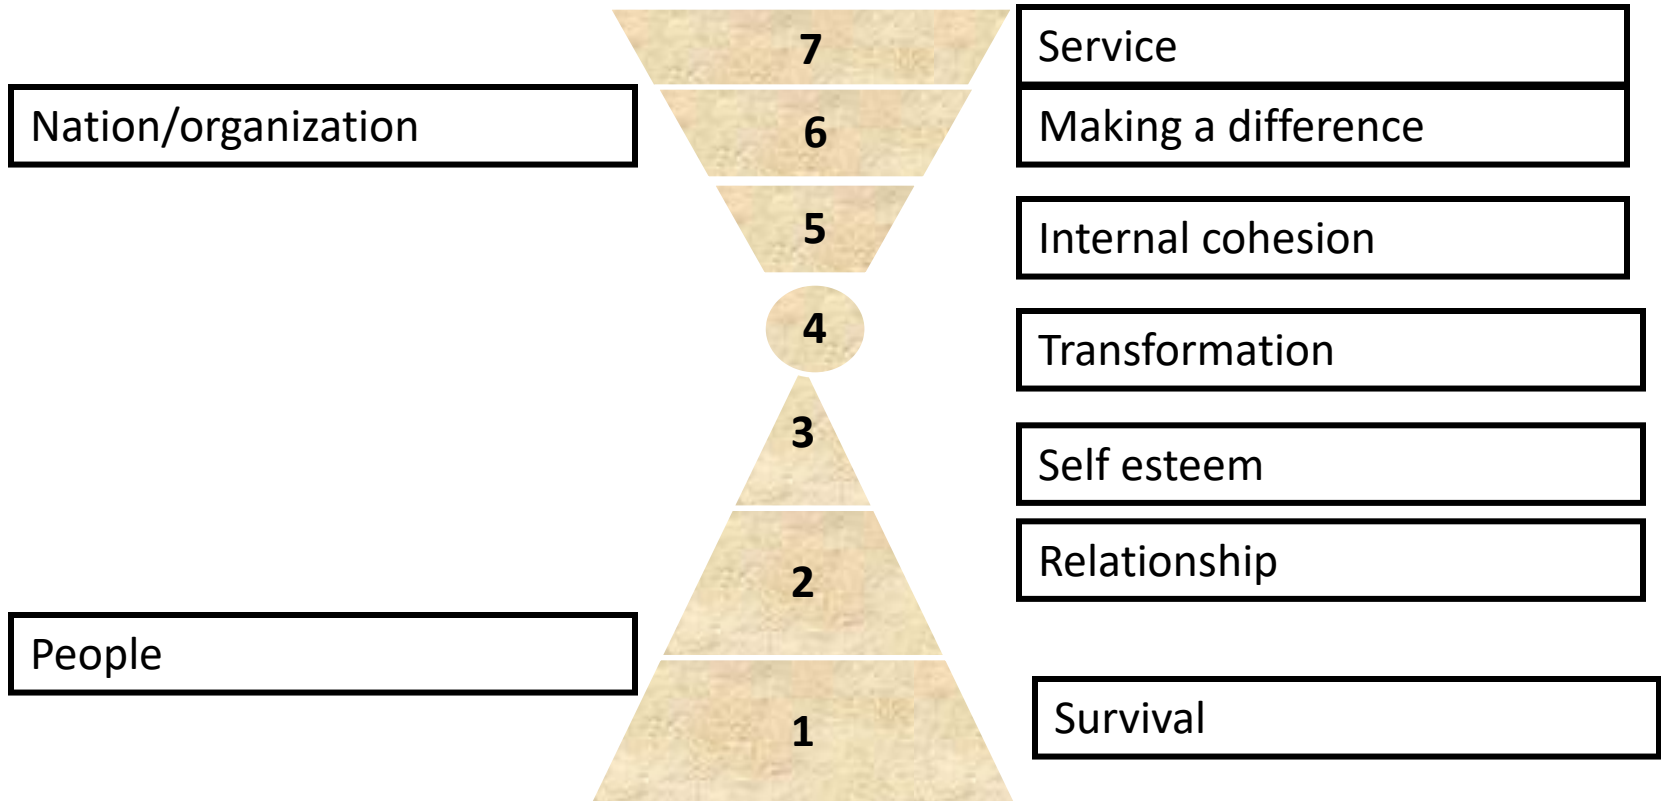 7
Service
Nation/organization
6
Making a difference
5
Internal cohesion
4
Transformation
3
Self esteem
Relationship
2
People
1
Survival